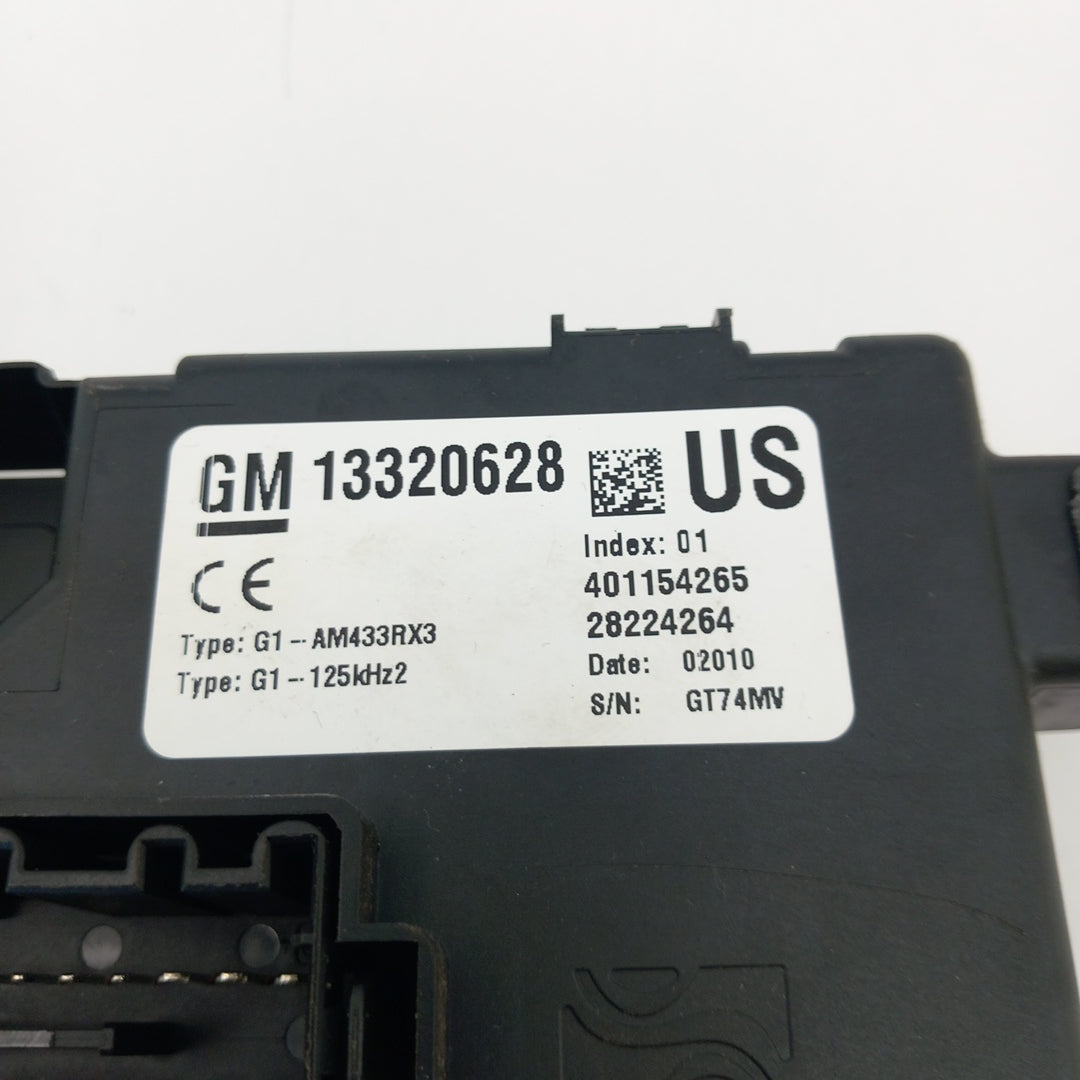 GM 13320628 US
CE
Type: G1-AM433RX3
Type: G1-125kHz2
Index: 01
401154265
28224264
Date: 02010
S/N: GT74MV